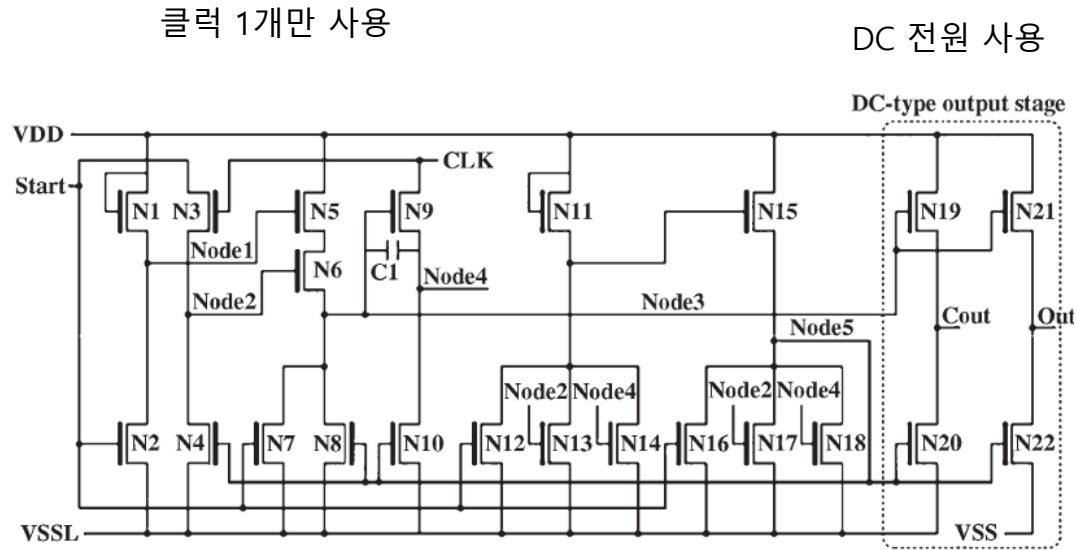 클럭 1개만 사용
DC 전원 사용
DC-type output stage
VDD
CLK
Start
N1
N3
N5
N9
N11
N15
N19
N21
Node1
N6
C1
Node4
Node2
Node3
Cout
Out
Node5
Node2
Node4
Node2
Node4
N2
N4
N7
N8
N10
N12
N13
N14
N16
N17
N18
N20
N22
VSSL
VSS